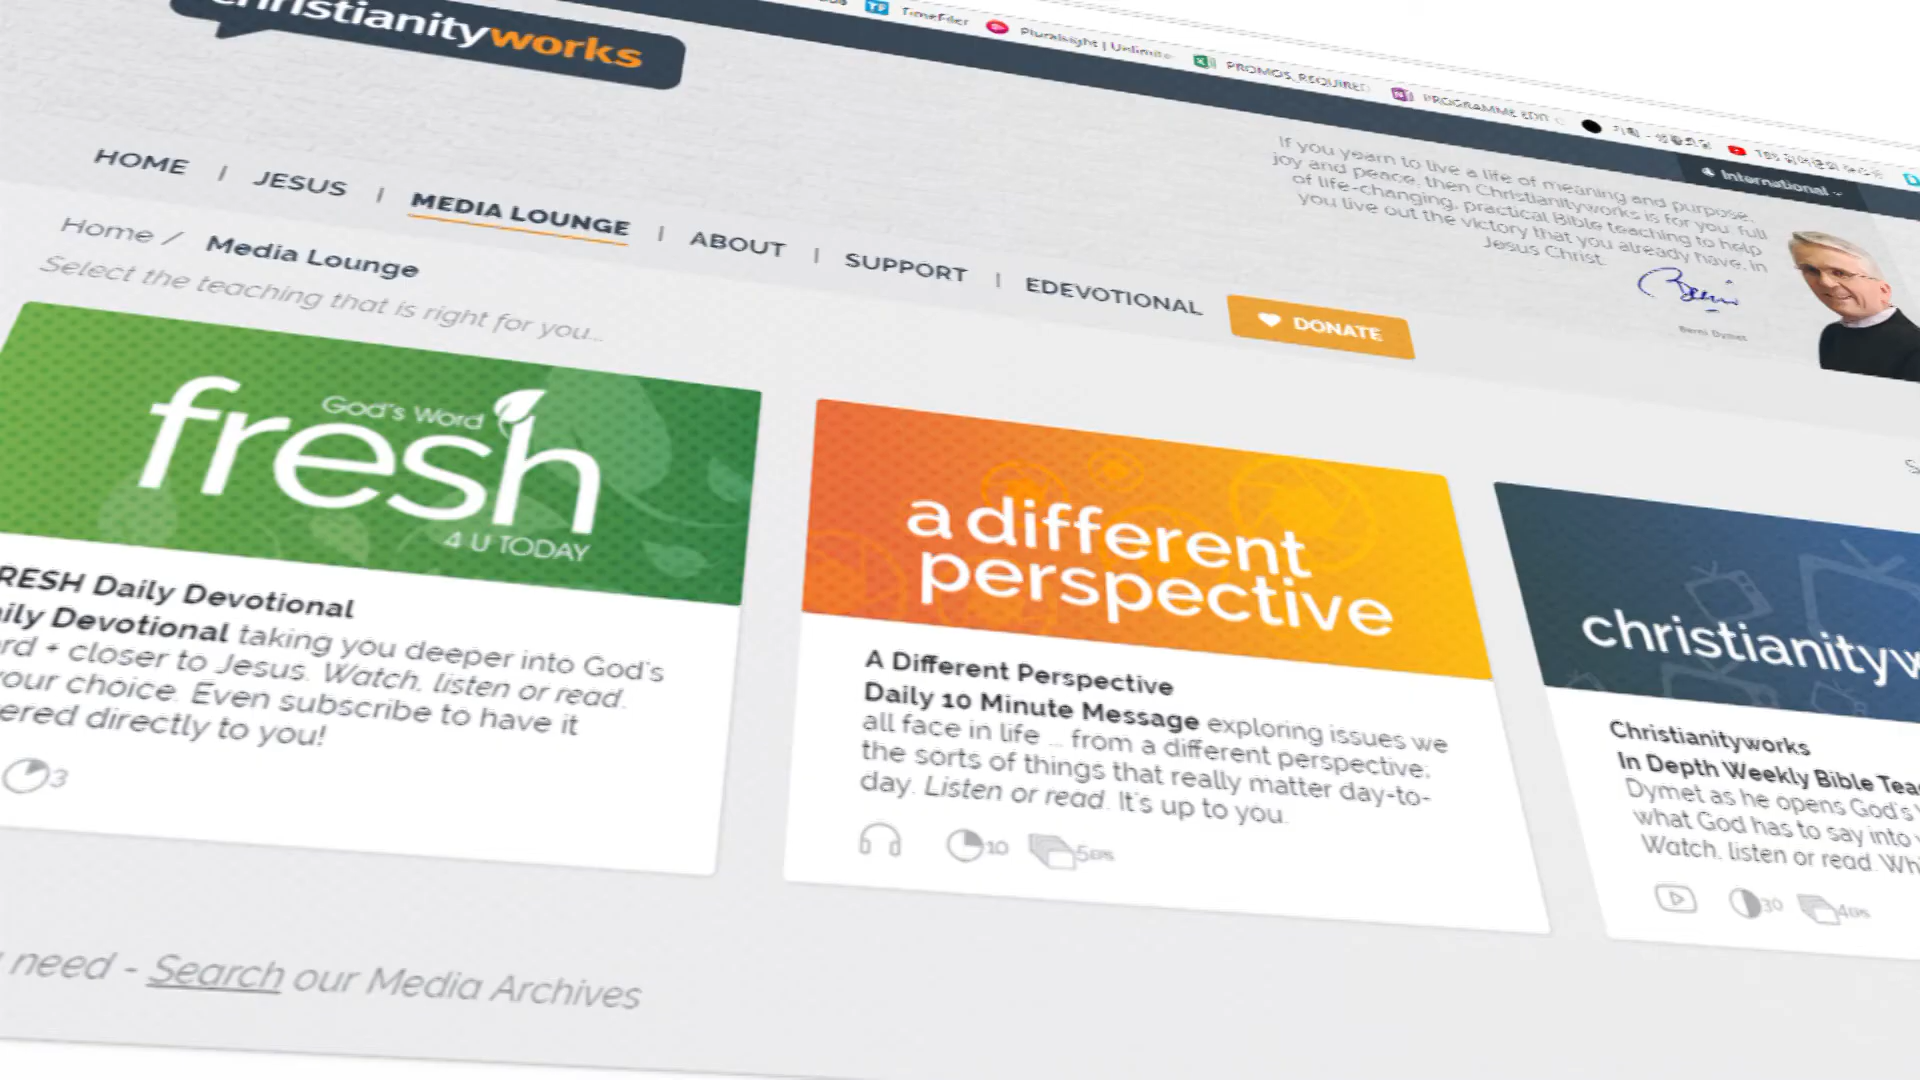 christianityworks
TimeFiler
Pluralsight | Unlimite
PROMOS_REQUIRED
PROGRAMME EDIT
International
If you yearn to live a life of meaning and purpose,
joy and peace, then Christianityworks is for you: full
of life-changing, practical Bible teaching to help
you live out the victory that you already have, in
Jesus Christ.
Berni
Berni Dymet
HOME | JESUS | MEDIA LOUNGE | ABOUT | SUPPORT | EDEVOTIONAL
DONATE
Home / Media Lounge
Select the teaching that is right for you...
God's Word
fresh
4 U TODAY
RESH Daily Devotional
ily Devotional taking you deeper into God's
rd + closer to Jesus. Watch, listen or read.
our choice. Even subscribe to have it
ered directly to you!
3
a different
perspective
A Different Perspective
Daily 10 Minute Message exploring issues we
all face in life ... from a different perspective;
the sorts of things that really matter day-to-
day. Listen or read. It's up to you.
10
christianityw
Christianityworks
In Depth Weekly Bible Tea
Dymet as he opens God's
what God has to say into
Watch, listen or read. Wh
30
need - Search our Media Archives